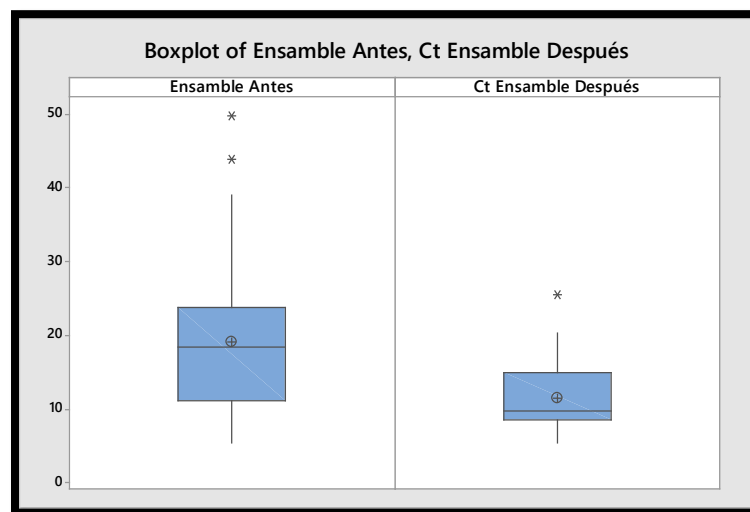 Boxplot of Ensamble Antes, Ct Ensamble Después
Ensamble Antes
Ct Ensamble Después
50
40
30
20
10
0